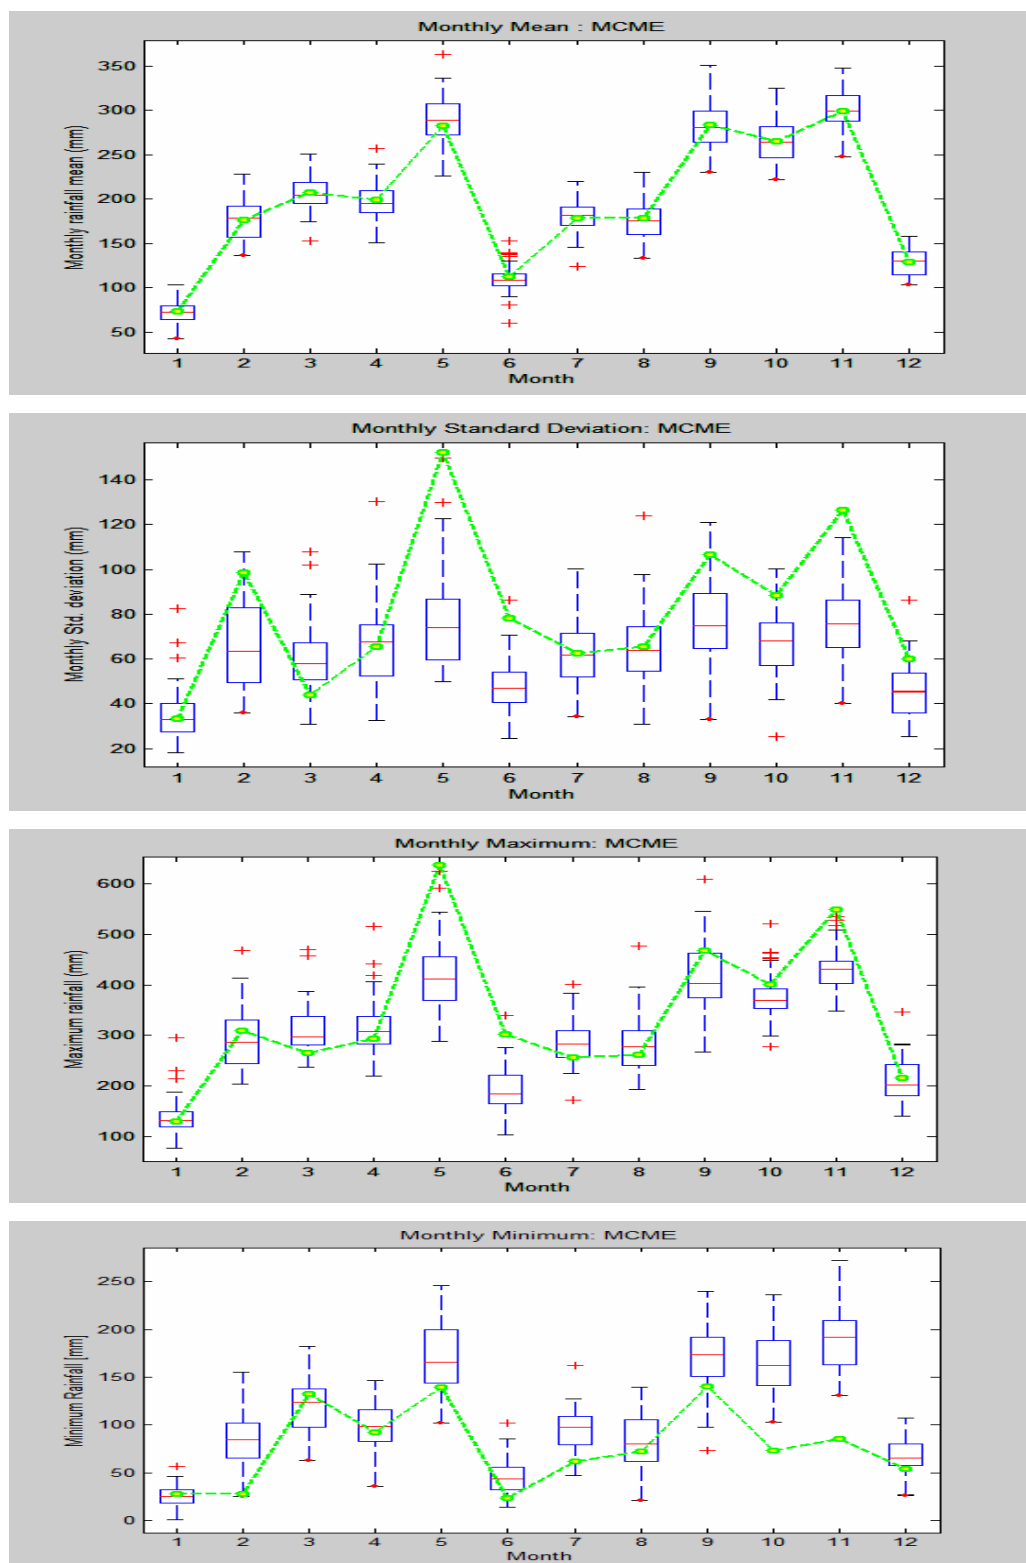 Monthly Mean : MCME
Monthly rainfall mean (mm)
350
300
250
200
150
100
50
1 2 3 4 5 6 7 8 9 10 11 12
Month
Monthly Standard Deviation: MCME
Monthly Std. deviation (mm)
140
120
100
80
60
40
20
1 2 3 4 5 6 7 8 9 10 11 12
Month
Monthly Maximum: MCME
Maximum rainfall (mm)
600
500
400
300
200
100
1 2 3 4 5 6 7 8 9 10 11 12
Month
Monthly Minimum: MCME
Minimum Rainfall [mm]
250
200
150
100
50
0
1 2 3 4 5 6 7 8 9 10 11 12
Month